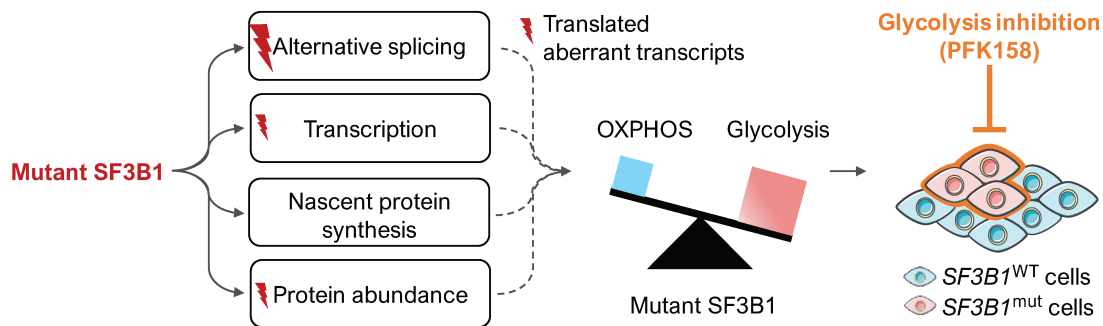 Mutant SF3B1
Alternative splicing
Transcription
Nascent protein
synthesis
Protein abundance
Translated
aberrant transcripts
OXPHOS
Glycolysis
Mutant SF3B1
Glycolysis inhibition
(PFK158)
SF3B1WT cells
SF3B1mut cells